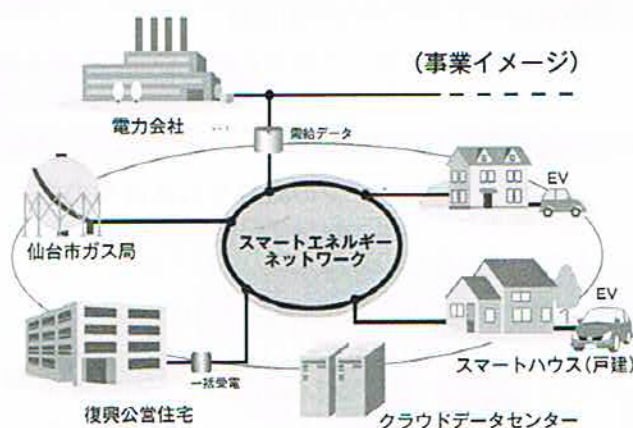 (事業イメージ)
電力会社
…
需給データ
EV
仙台市ガス局
スマートエネルギー
ネットワーク
EV
スマートハウス(戸建)
一括受電
復興公営住宅
クラウドデータセンター